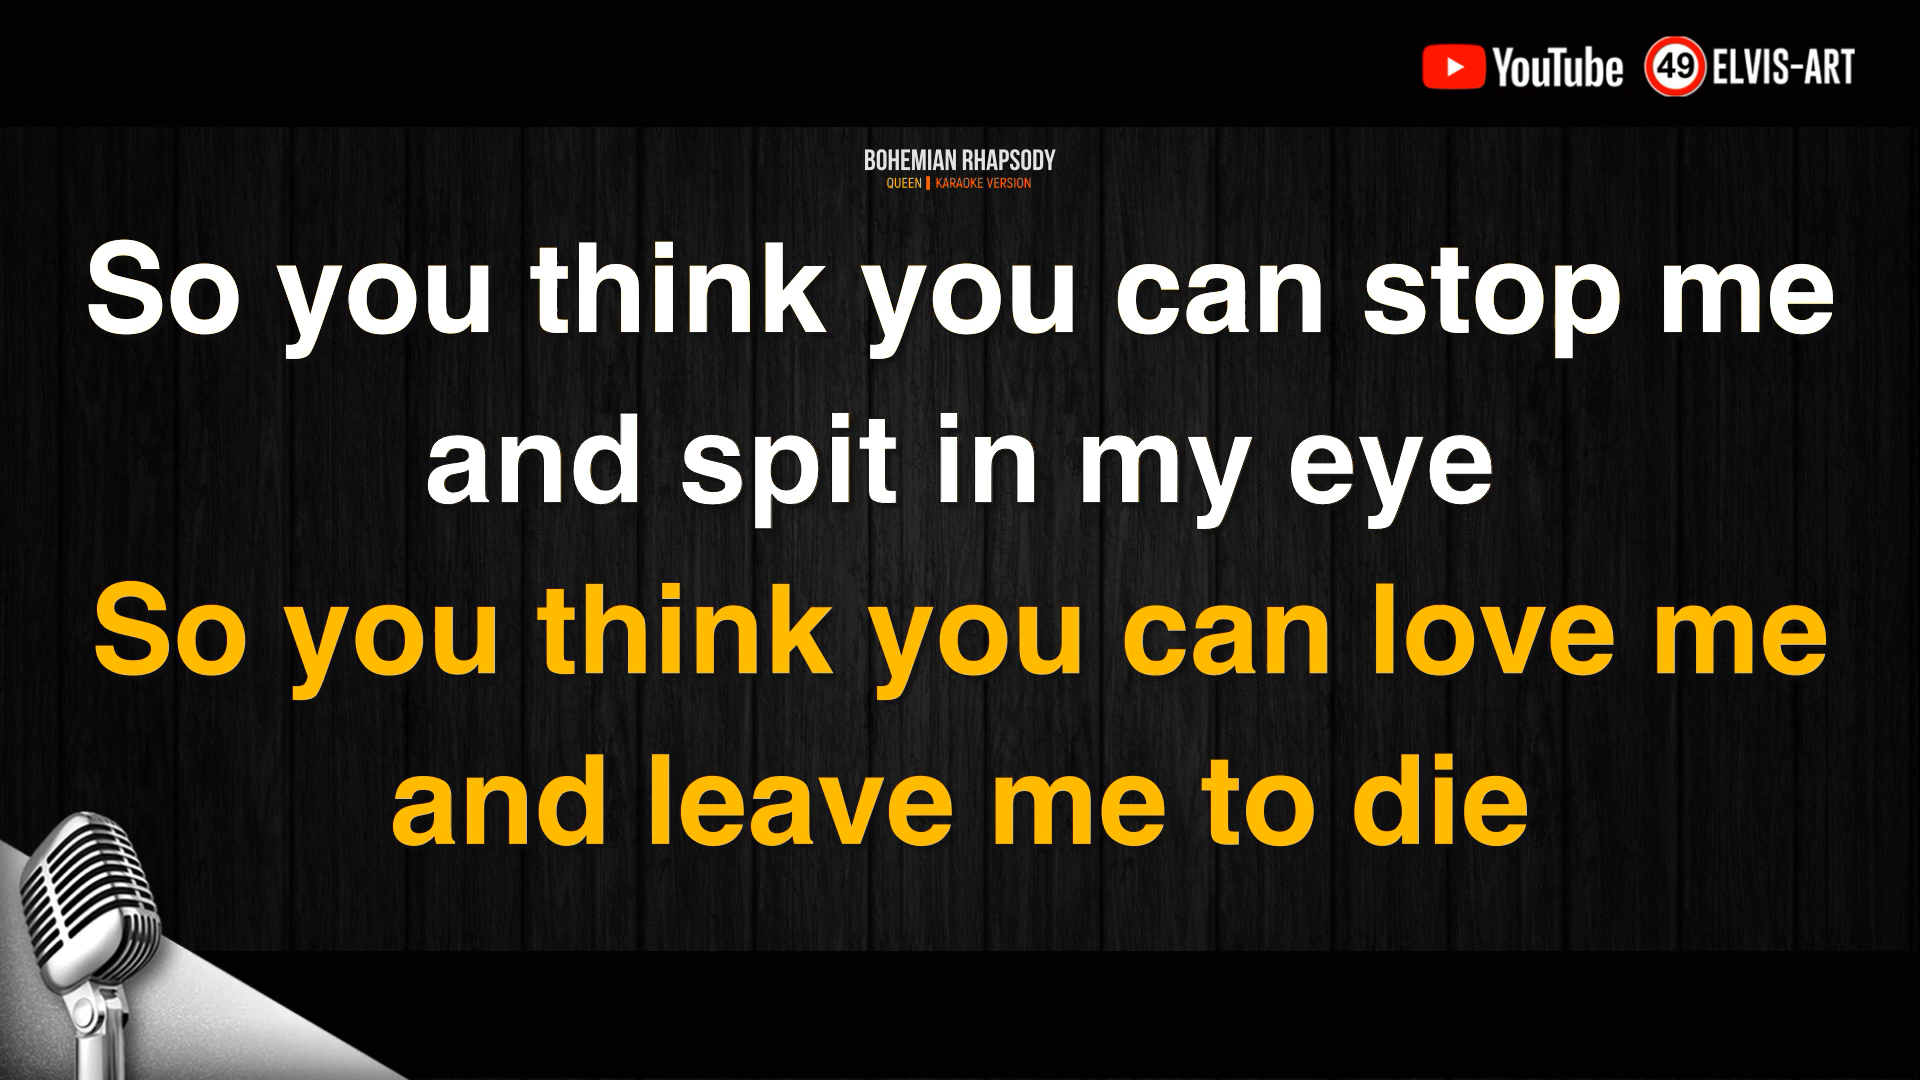 YouTube 49 ELVIS-ART
BOHEMIAN RHAPSODY
QUEEN | KARAOKE VERSION
So you think you can stop me
and spit in my eye
So you think you can love me
and leave me to die